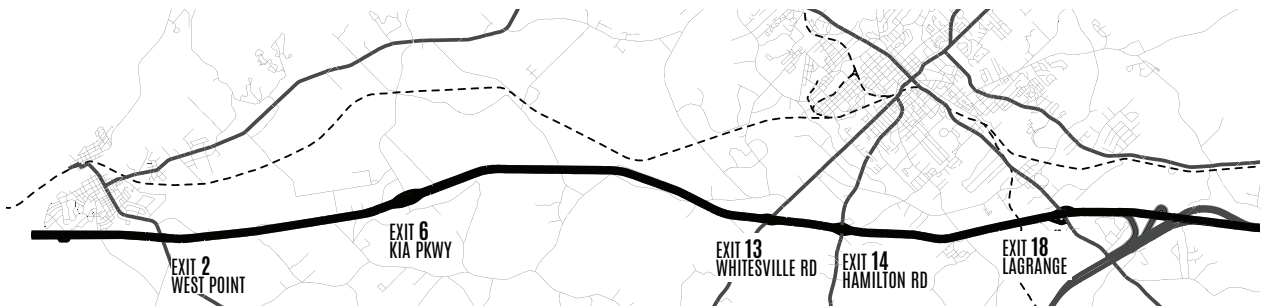 EXIT 2
WEST POINT
EXIT 6
KIA PKWY
EXIT 13
WHITESVILLE RD
EXIT 14
HAMILTON RD
EXIT 18
LAGRANGE